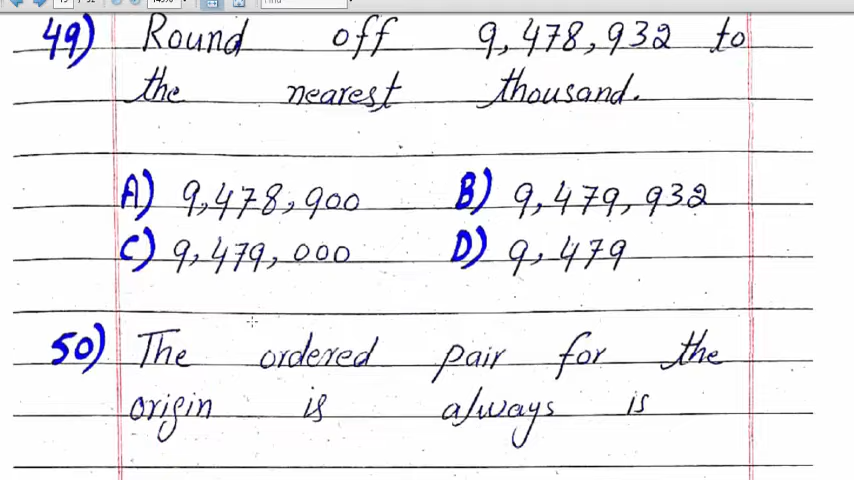 49) Round off 9,478,932 to
the nearest thousand.
A) 9,478,900 B) 9,479,932
C) 9,479,000 D) 9,479
50) The ordered pair for the
origin is always is